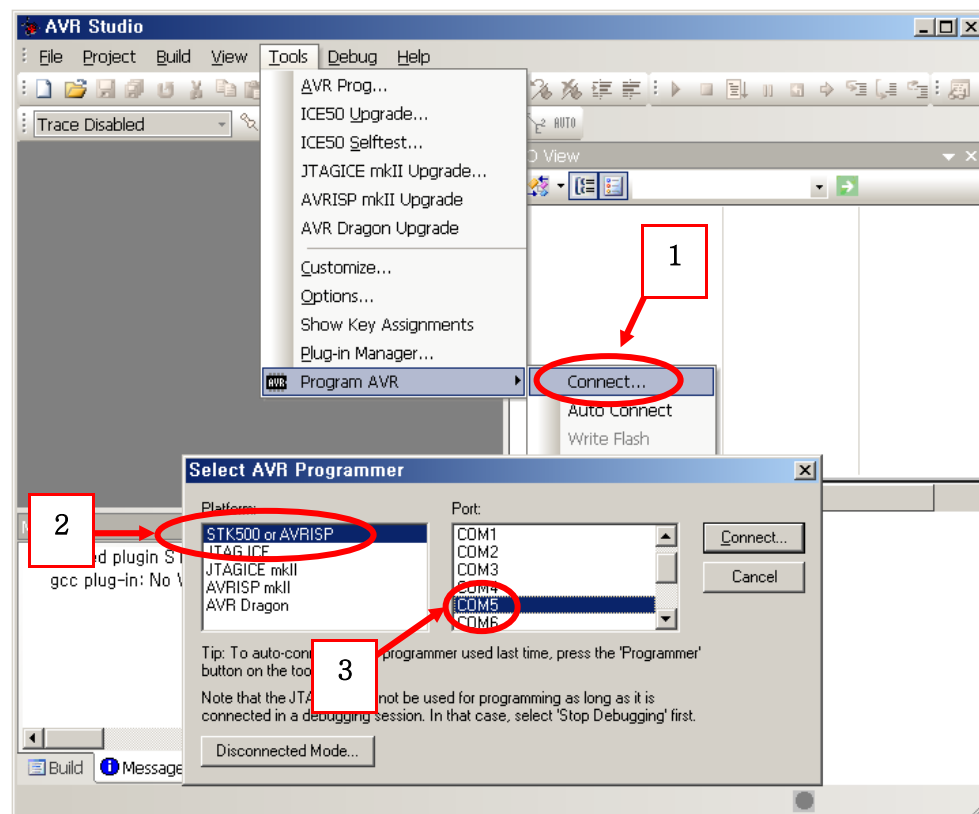 AVR Studio
File Project Build View Tools Debug Help
Trace Disabled
AUTO
AVR Prog...
ICE50 Upgrade...
ICE50 Selftest...
JTAGICE mkII Upgrade...
AVRISP mkII Upgrade
AVR Dragon Upgrade
Customize...
Options...
Show Key Assignments
Plug-in Manager...
AVR Program AVR
View
1
Connect...
Auto Connect
Write Flash
Select AVR Programmer
2
Platform:
STK500 or AVRISP
JTAG ICE
JTAGICE mkII
AVRISP mkII
AVR Dragon
Port:
COM1
COM2
COM3
COM4
COM5
COM6
Connect...
Cancel
plugin
gcc plug-in: No
3
Tip: To programmer used last time, press the 'Programmer'
button on the
Note that the not be used for programming as long as it is
connected in a debugging session. In that case, select 'Stop Debugging' first.
Disconnected Mode...
Build Message